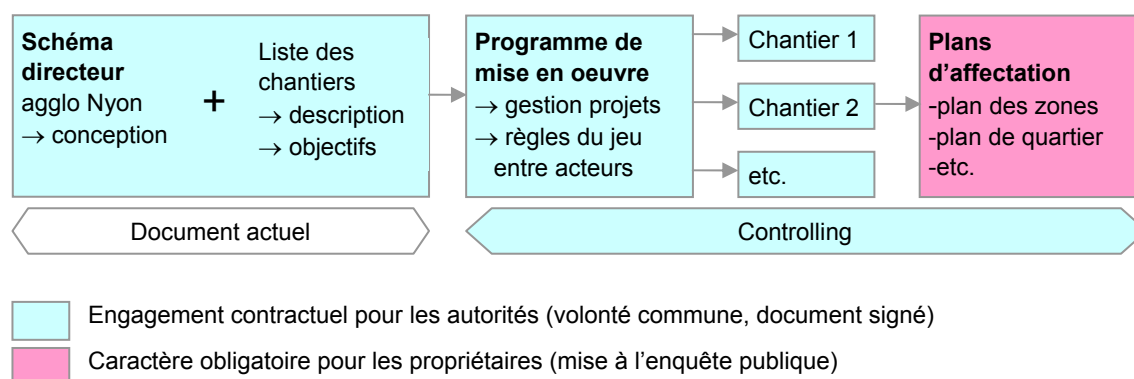 Schéma
directeur
agglo Nyon
→ conception
+
Liste des
chantiers
→ description
→ objectifs
Programme de
mise en oeuvre
→ gestion projets
→ règles du jeu
entre acteurs
Chantier 1
Chantier 2
etc.
Plans
d’affectation
-plan des zones
-plan de quartier
-etc.
Document actuel
Controlling
Engagement contractuel pour les autorités (volonté commune, document signé)
Caractère obligatoire pour les propriétaires (mise à l’enquête publique)